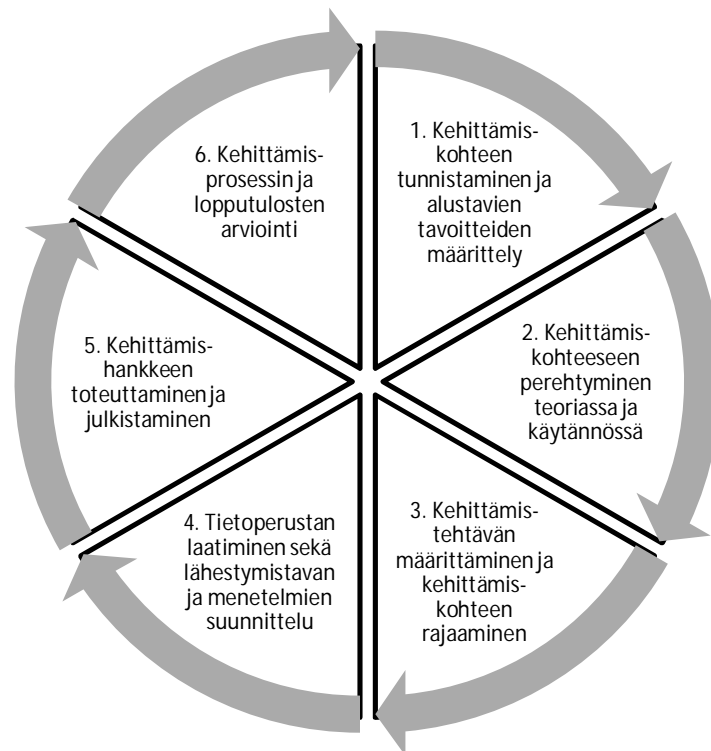 1. Kehittämis-
kohteen
tunnistaminen ja
alustavien
tavoitteiden
määrittely
2. Kehittämis-
kohteeseen
perehtyminen
teoriassa ja
käytännössä
3. Kehittämis-
tehtävän
määrittäminen ja
kehittämis-
kohteen
rajaaminen
4. Tietoperustan
laatiminen sekä
lähestymistavan
ja menetelmien
suunnittelu
5. Kehittämis-
hankkeen
toteuttaminen ja
julkistaminen
6. Kehittämis-
prosessin ja
lopputulosten
arviointi